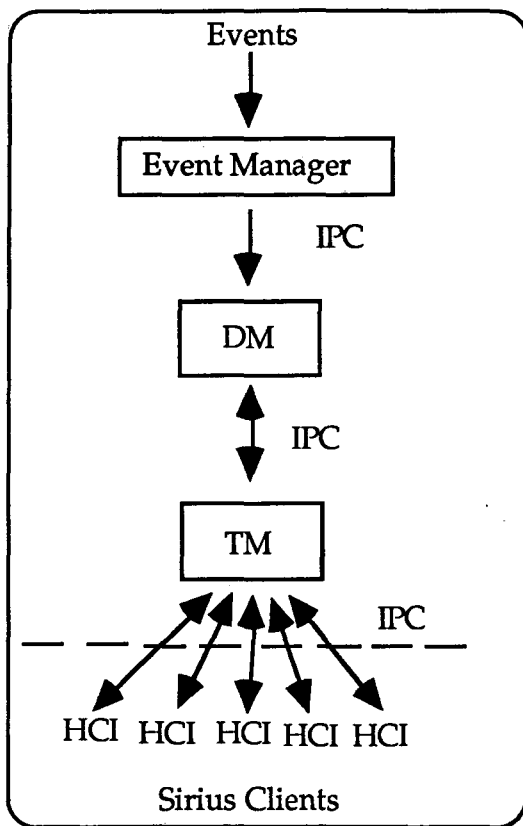 Events
Event Manager
IPC
DM
IPC
TM
IPC
HCI HCI HCI HCI HCI
Sirius Clients